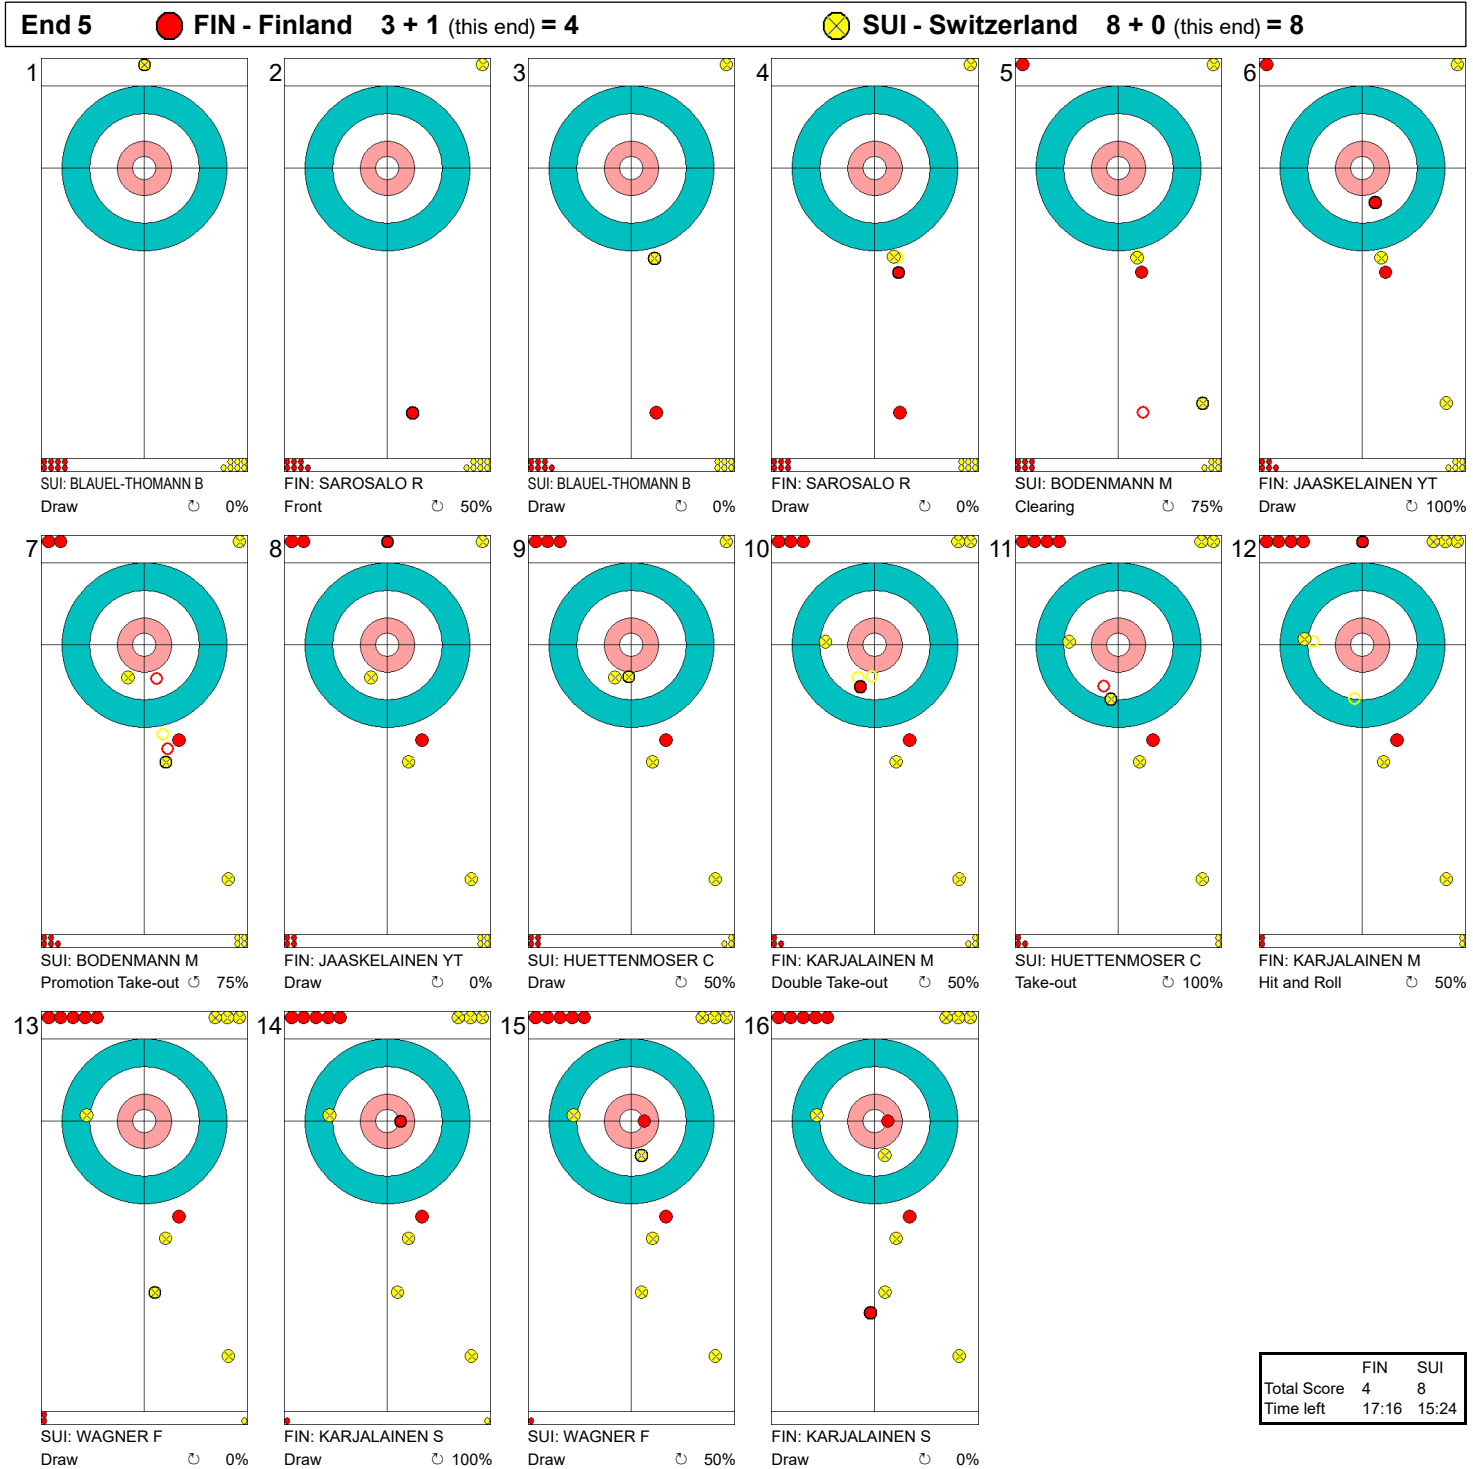 End 5 FIN - Finland 3 + 1 (this end) = 4 SUI - Switzerland 8 + 0 (this end) = 8
1 2 3 4 5 6
SUI: BLAUEL-THOMANN B FIN: SAROSALO R SUI: BLAUEL-THOMANN B FIN: SAROSALO R SUI: BODENMANN M FIN: JAASKELAINEN YT
Draw ↻ 0% Front ↻ 50% Draw ↻ 0% Draw ↻ 0% Clearing ↻ 75% Draw ↻ 100%
7 8 9 10 11 12
SUI: BODENMANN M FIN: JAASKELAINEN YT SUI: HUETTENMOSER C FIN: KARJALAINEN M SUI: HUETTENMOSER C FIN: KARJALAINEN M
Promotion Take-out ↺ 75% Draw ↻ 0% Draw ↻ 50% Double Take-out ↻ 50% Take-out ↻ 100% Hit and Roll ↻ 50%
13 14 15 16
SUI: WAGNER F FIN: KARJALAINEN S SUI: WAGNER F FIN: KARJALAINEN S
Draw ↻ 0% Draw ↻ 100% Draw ↻ 50% Draw ↻ 0%
FIN SUI
Total Score 4 8
Time left 17:16 15:24